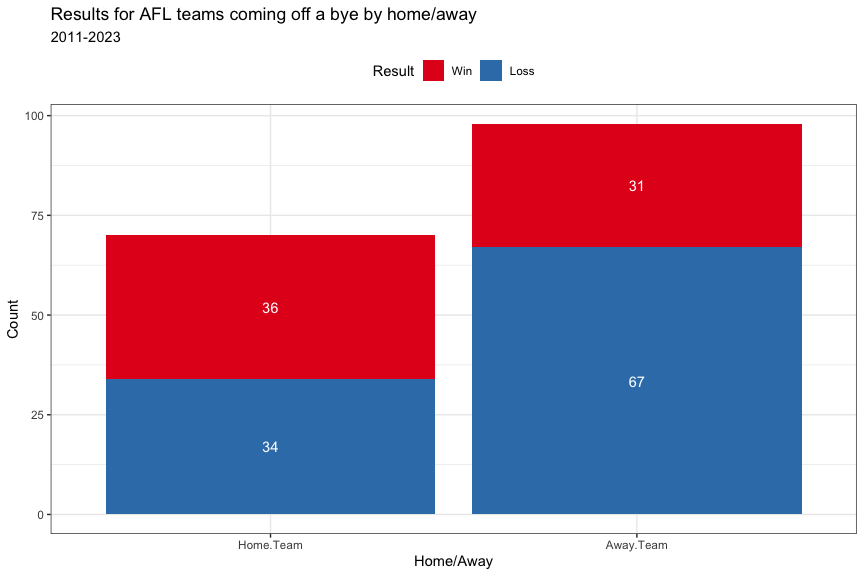 Results for AFL teams coming off a bye by home/away
2011-2023
Result Win Loss
100
75
50
25
0
Count
36
34
31
67
Home.Team Away.Team
Home/Away